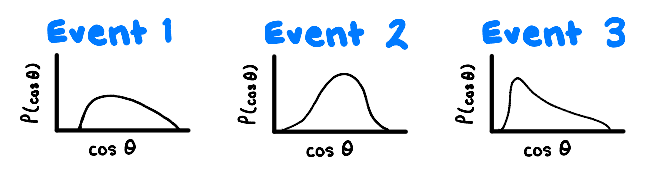 Event 1
P(cos θ)
cos θ
Event 2
P(cos θ)
cos θ
Event 3
P(cos θ)
cos θ